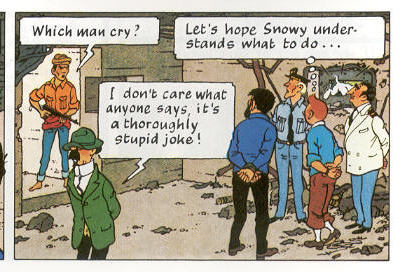 Which man cry?
Let's hope Snowy under-
stands what to do...
I don't care what
anyone says, it's
a thoroughly
stupid joke!